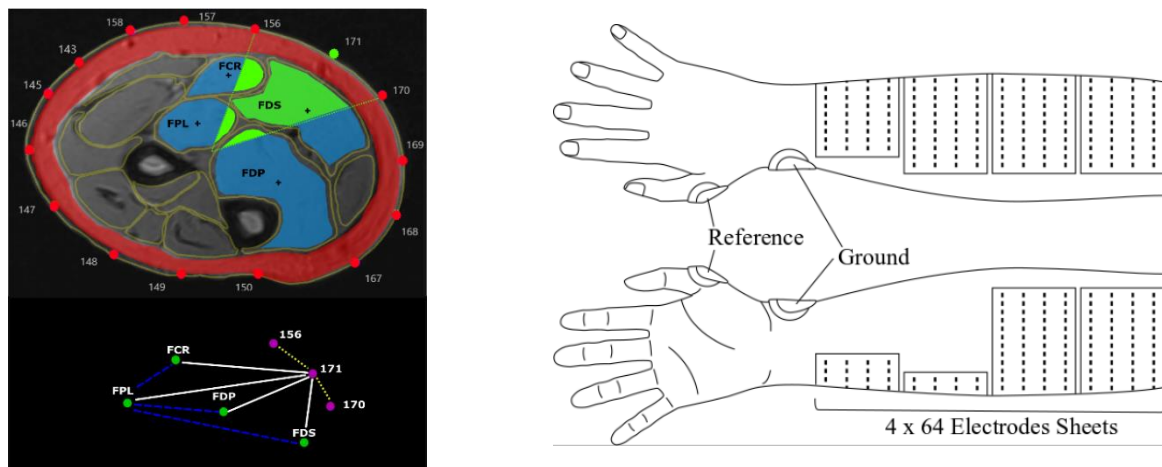 157
158
156
143
171
FCR
145
170
FDS
FPL
146
169
FDP
147
168
148
167
149
150
156
FCR
171
FPL
FDP
170
FDS
Reference
Ground
4 x 64 Electrodes Sheets